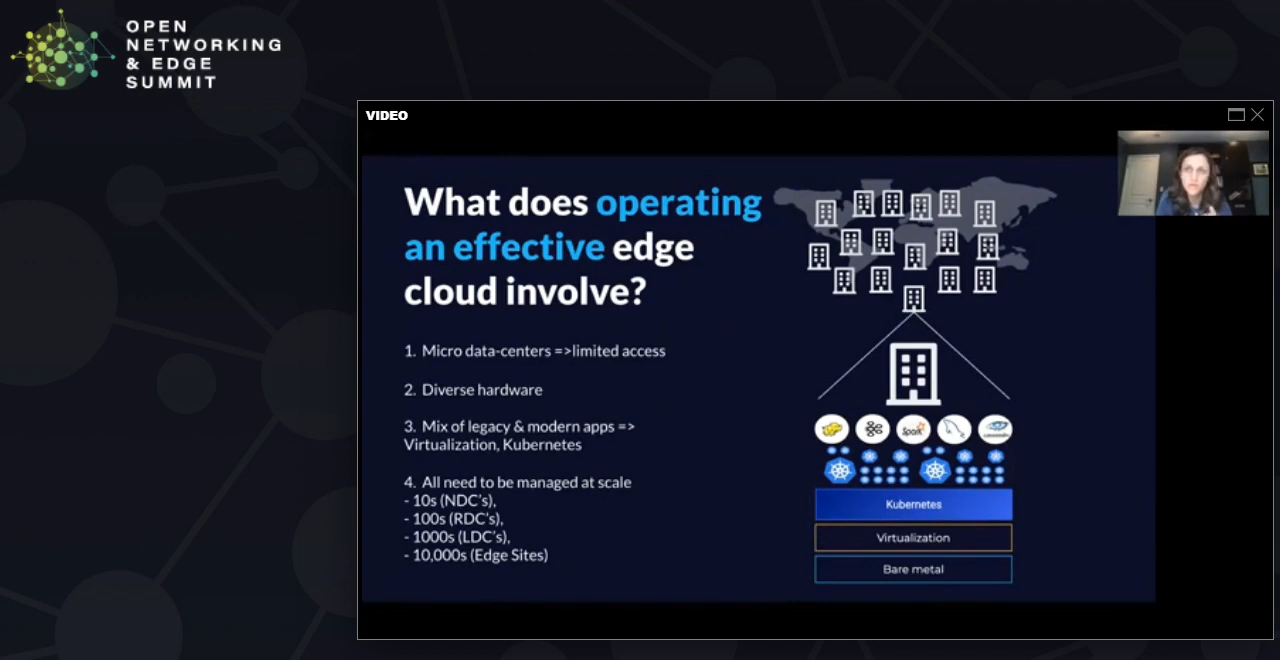 OPEN
NETWORKING
& EDGE
SUMMIT
VIDEO
What does operating
an effective edge
cloud involve?
1. Micro data-centers =>limited access
2. Diverse hardware
3. Mix of legacy & modern apps =>
Virtualization, Kubernetes
4. All need to be managed at scale
- 10s (NDC's),
- 100s (RDC's),
- 1000s (LDC's),
- 10,000s (Edge Sites)
Spark
Kubernetes
Virtualization
Bare metal